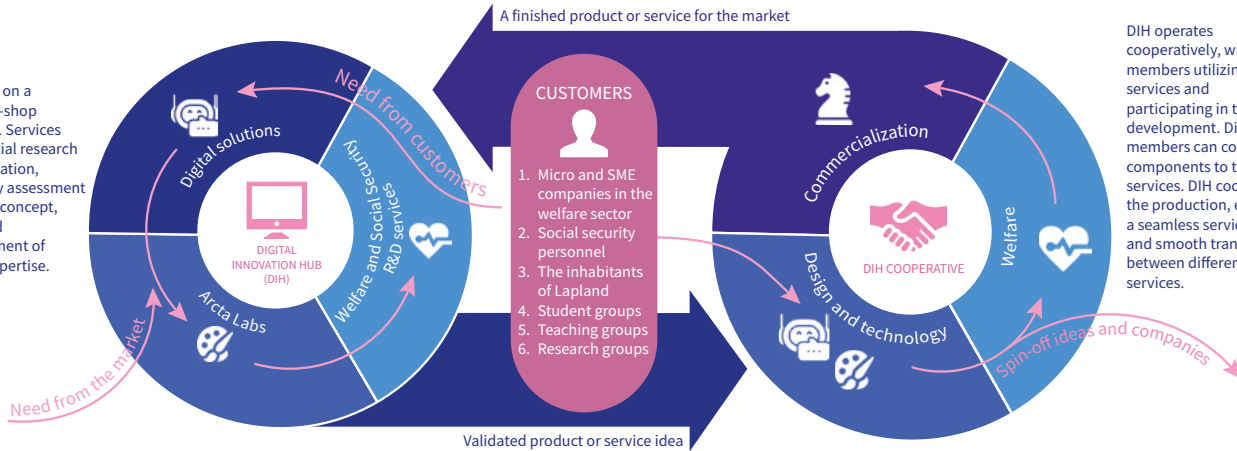 A finished product or service for the market
on a
-shop
. Services
ial research
ation,
y assessment
concept,
d
ment of
pertise.
Need from customers
Digital solutions
Welfare and Social Security
R&D services
Arcta Labs
DIGITAL
INNOVATION HUB
(DIH)
Need from the market
CUSTOMERS
1. Micro and SME
companies in the
welfare sector
2. Social security
personnel
3. The inhabitants
of Lapland
4. Student groups
5. Teaching groups
6. Research groups
Validated product or service idea
Commercialization
Welfare
Design and technology
DIH COOPERATIVE
Spin-off ideas and companies
DIH operates
cooperatively, wi
members utilizin
services and
participating in t
development. Di
members can co
components to t
services. DIH coo
the production, e
a seamless servic
and smooth tran
between differe
services.